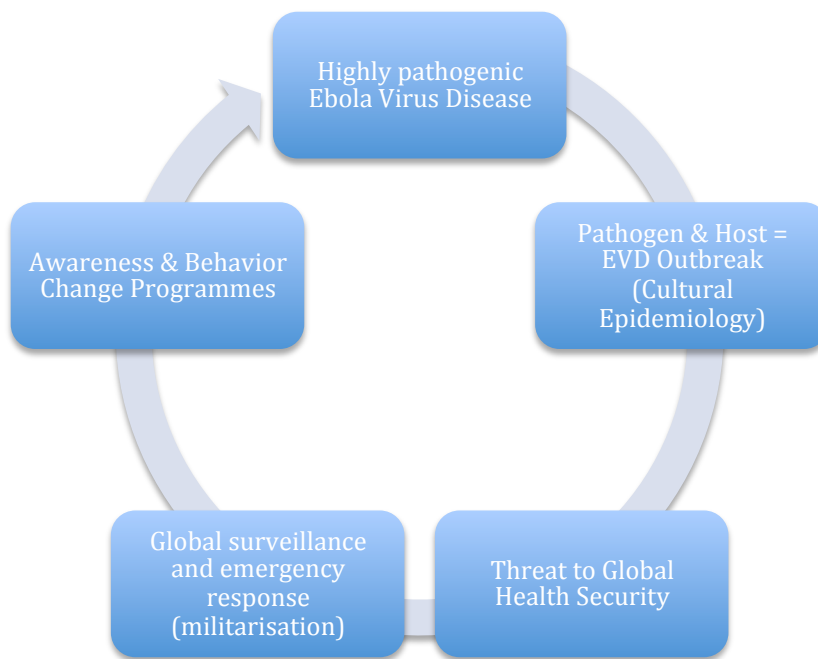 Highly pathogenic
Ebola Virus Disease
Pathogen & Host =
EVD Outbreak
(Cultural
Epidemiology)
Threat to Global
Health Security
Global surveillance
and emergency
response
(militarisation)
Awareness & Behavior
Change Programmes